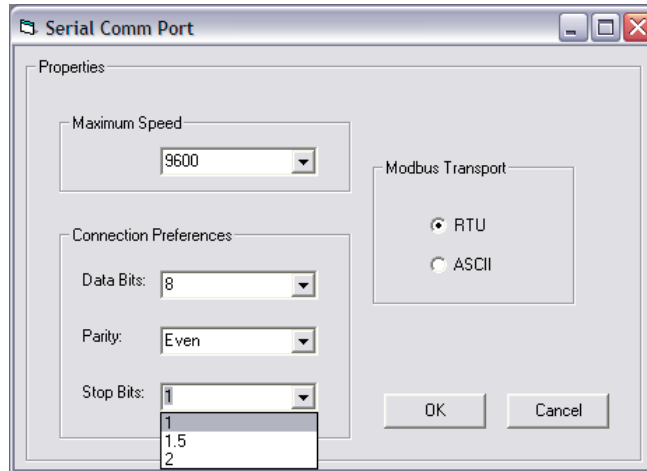 Serial Comm Port
Properties
Maximum Speed
9600
Modbus Transport
RTU
ASCII
Connection Preferences
Data Bits: 8
Parity: Even
Stop Bits: 1
1
1.5
2
OK Cancel